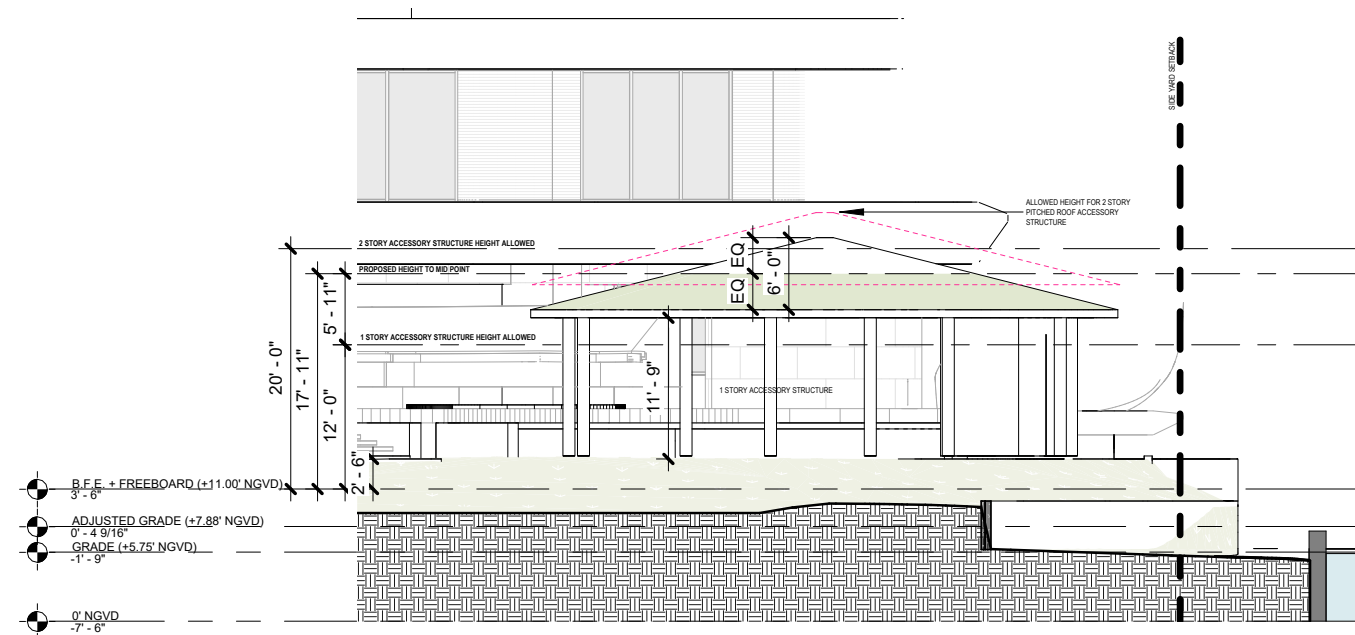 SIDE YARD SETBACK
ALLOWED HEIGHT FOR 2 STORY
PITCHED ROOF ACCESSORY
STRUCTURE
2 STORY ACCESSORY STRUCTURE HEIGHT ALLOWED
PROPOSED HEIGHT TO MID POINT
1 STORY ACCESSORY STRUCTURE HEIGHT ALLOWED
EQ
EQ
6' - 0"
5' - 11"
20' - 0"
17' - 11"
12' - 0"
11' - 9"
2' - 6"
1 STORY ACCESSORY STRUCTURE
B.F.E. + FREEBOARD (+11.00' NGVD)
3' - 6"
ADJUSTED GRADE (+7.88' NGVD)
0' - 4 9/16"
GRADE (+5.75' NGVD)
-1' - 9"
0' NGVD
-7' - 6"